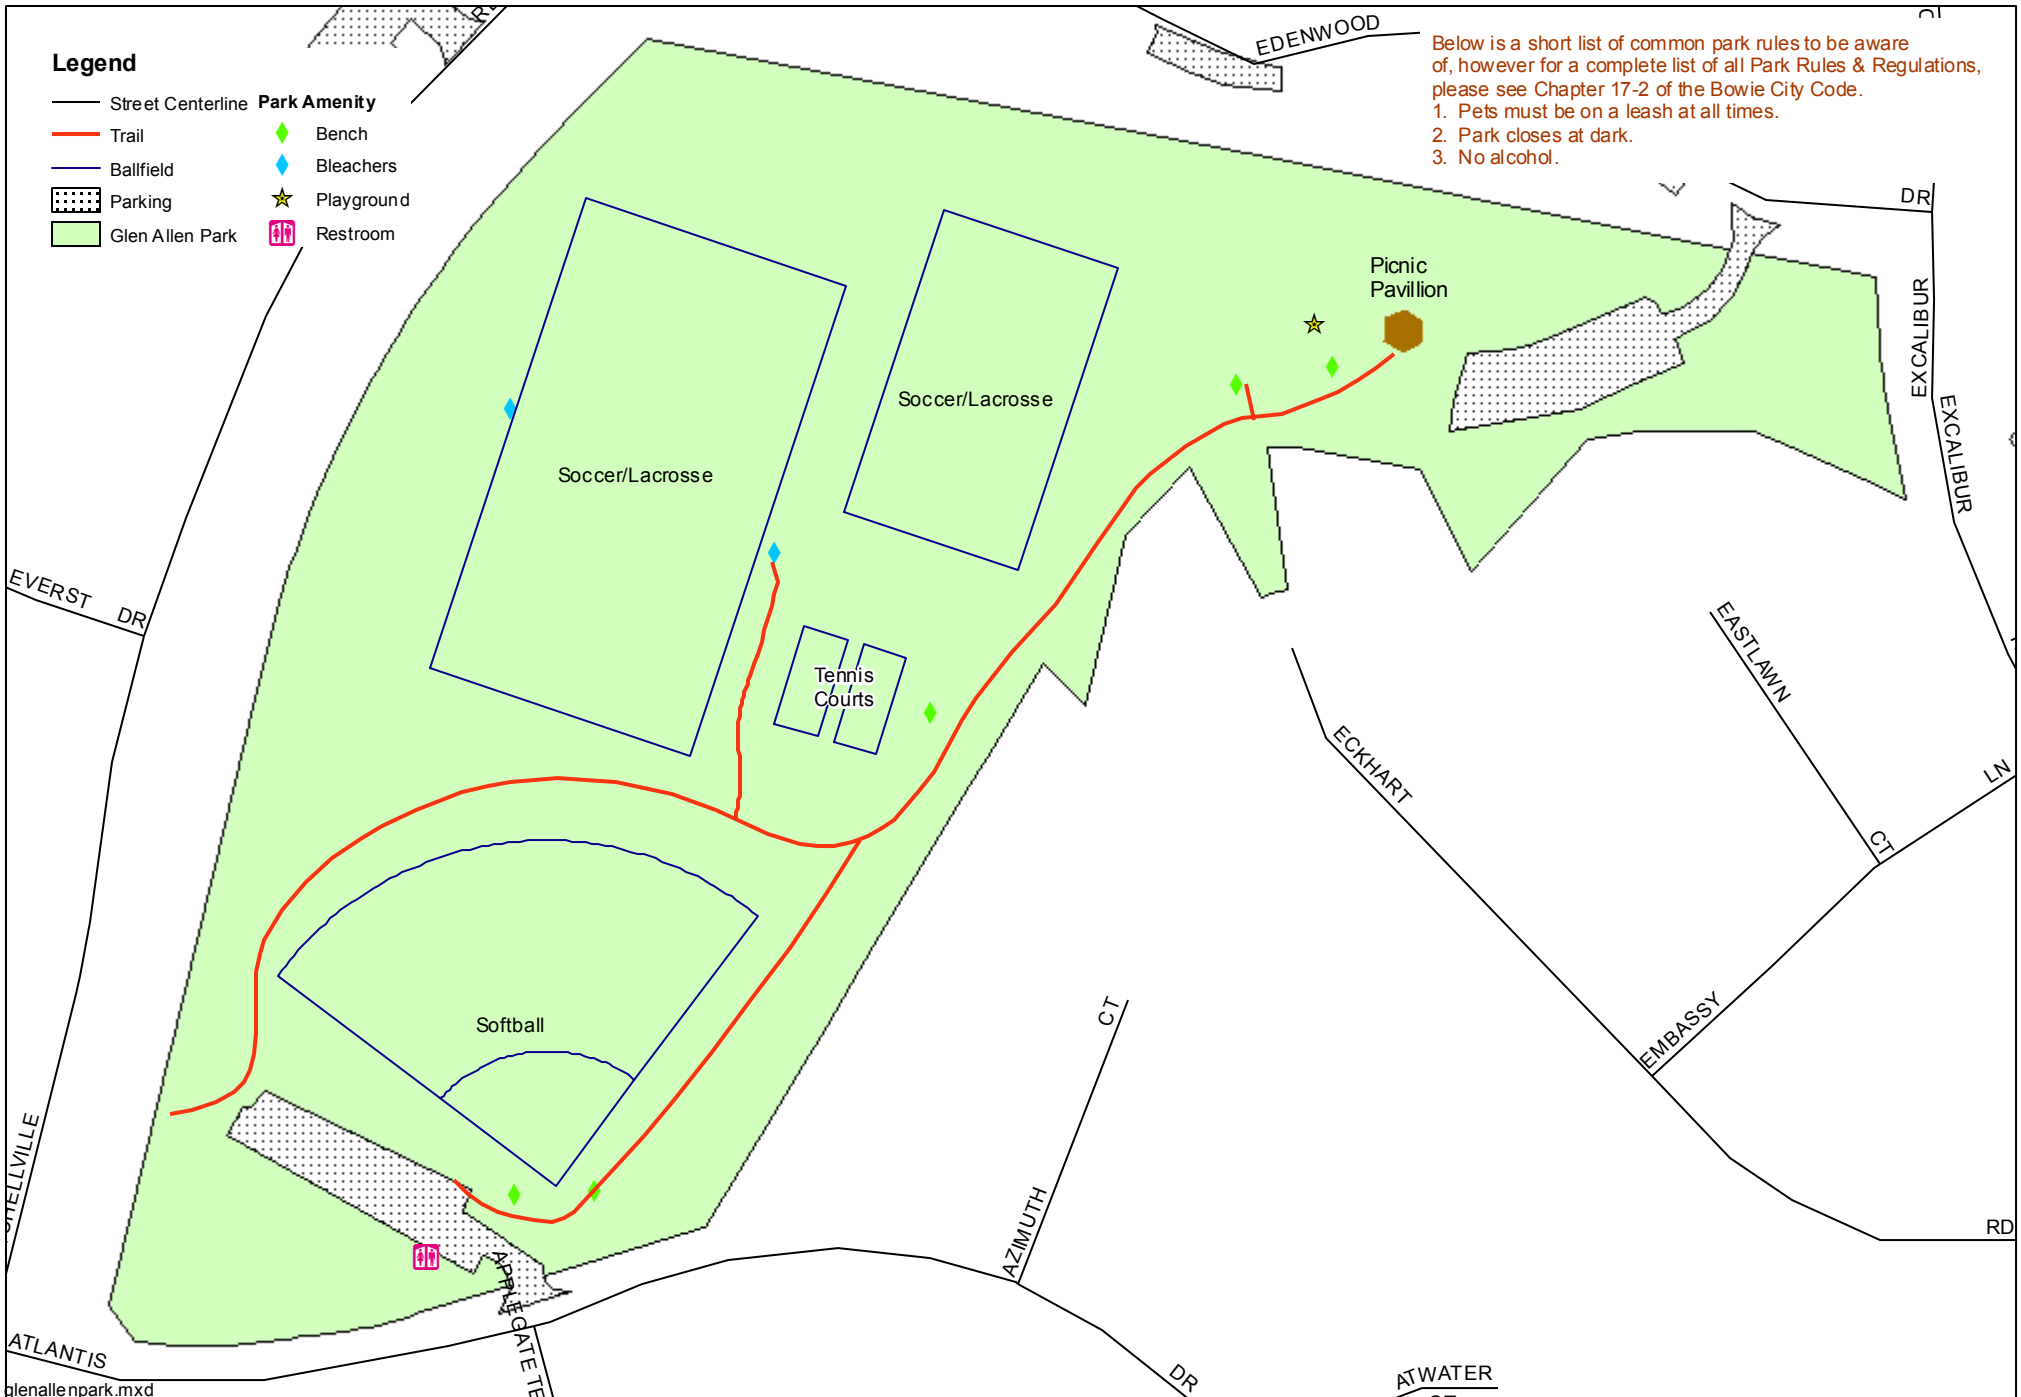 Legend
Street Centerline
Trail
Ballfield
Parking
Glen Allen Park
Park Amenity
Bench
Bleachers
Playground
Restroom
EDENWOOD
Below is a short list of common park rules to be aware
of, however for a complete list of all Park Rules & Regulations,
please see Chapter 17-2 of the Bowie City Code.
1. Pets must be on a leash at all times.
2. Park closes at dark.
3. No alcohol.
DR
EXCALIBUR
EXCALIBUR
Picnic
Pavillion
Soccer/Lacrosse
Soccer/Lacrosse
EVERST DR
Tennis
Courts
EASTLAWN
CT
LN
ECKHART
EMBASSY
Softball
CT
AZIMUTH
RD
APPLEGATE
ATLANTIS
DR
ATWATER
glenallenpark.mxd